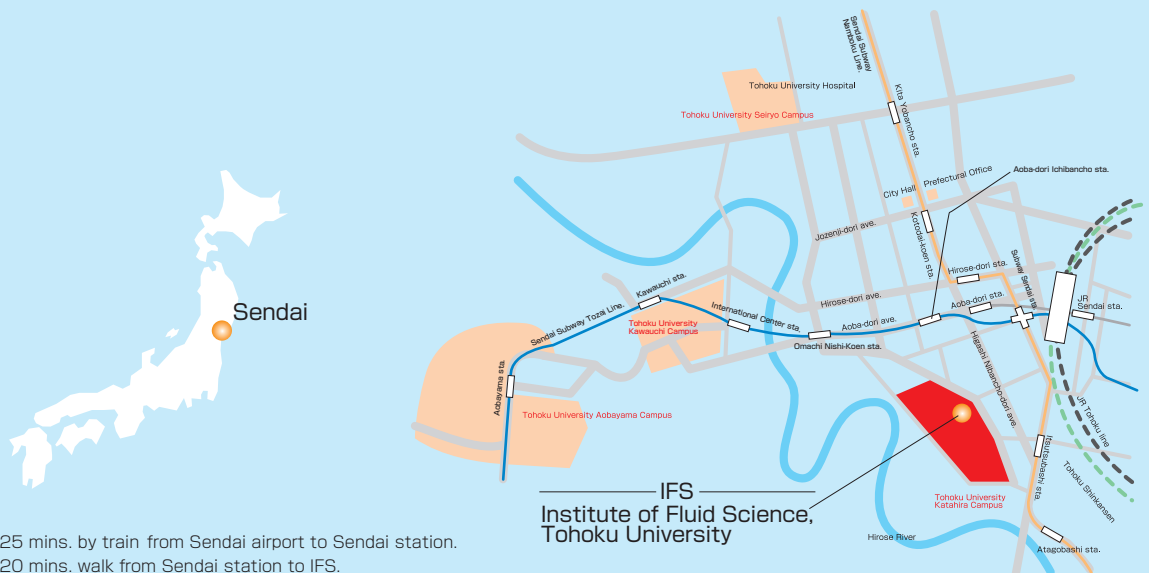 Sendai
25 mins. by train from Sendai airport to Sendai station.
20 mins. walk from Sendai station to IFS.
Sendai Subway
Namboku Line.
Tohoku University Hospital
Tohoku University Seiryo Campus
Kita Yobancho sta.
Aoba-dori Ichibancho sta.
City Hall
Prefectural Office
Kotodai-koen sta.
Jozenji-dori ave.
Hirose-dori sta.
Subway Sendai sta.
Kawauchi sta.
Hirose-dori ave.
Aoba-dori sta.
JR
Sendai sta.
Sendai Subway Tozai Line.
Tohoku University
Kawauchi Campus
International Center sta.
Aoba-dori ave.
Omachi Nishi-Koen sta.
Higashi Nibancho-dori ave.
Aobayama sta.
Tohoku University Aobayama Campus
JR Tohoku line
Itsutsubashi sta.
Tohoku Shinkansen
IFS
Institute of Fluid Science,
Tohoku University
Tohoku University
Katahira Campus
Hirose River
Atagobashi sta.